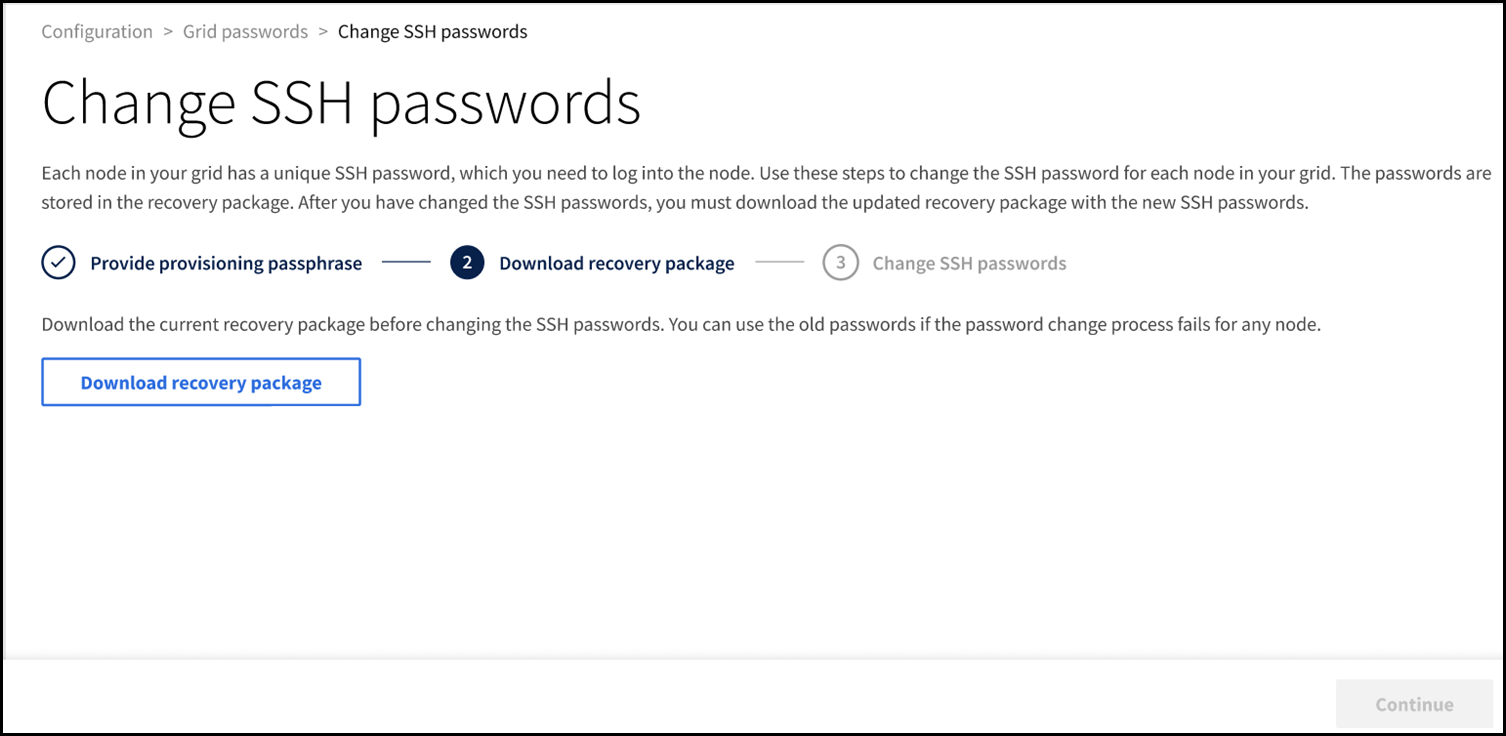 Configuration > Grid passwords > Change SSH passwords
Change SSH passwords
Each node in your grid has a unique SSH password, which you need to log into the node. Use these steps to change the SSH password for each node in your grid. The passwords are
stored in the recovery package. After you have changed the SSH passwords, you must download the updated recovery package with the new SSH passwords.
Provide provisioning passphrase 2 Download recovery package 3 Change SSH passwords
Download the current recovery package before changing the SSH passwords. You can use the old passwords if the password change process fails for any node.
Download recovery package
Continue